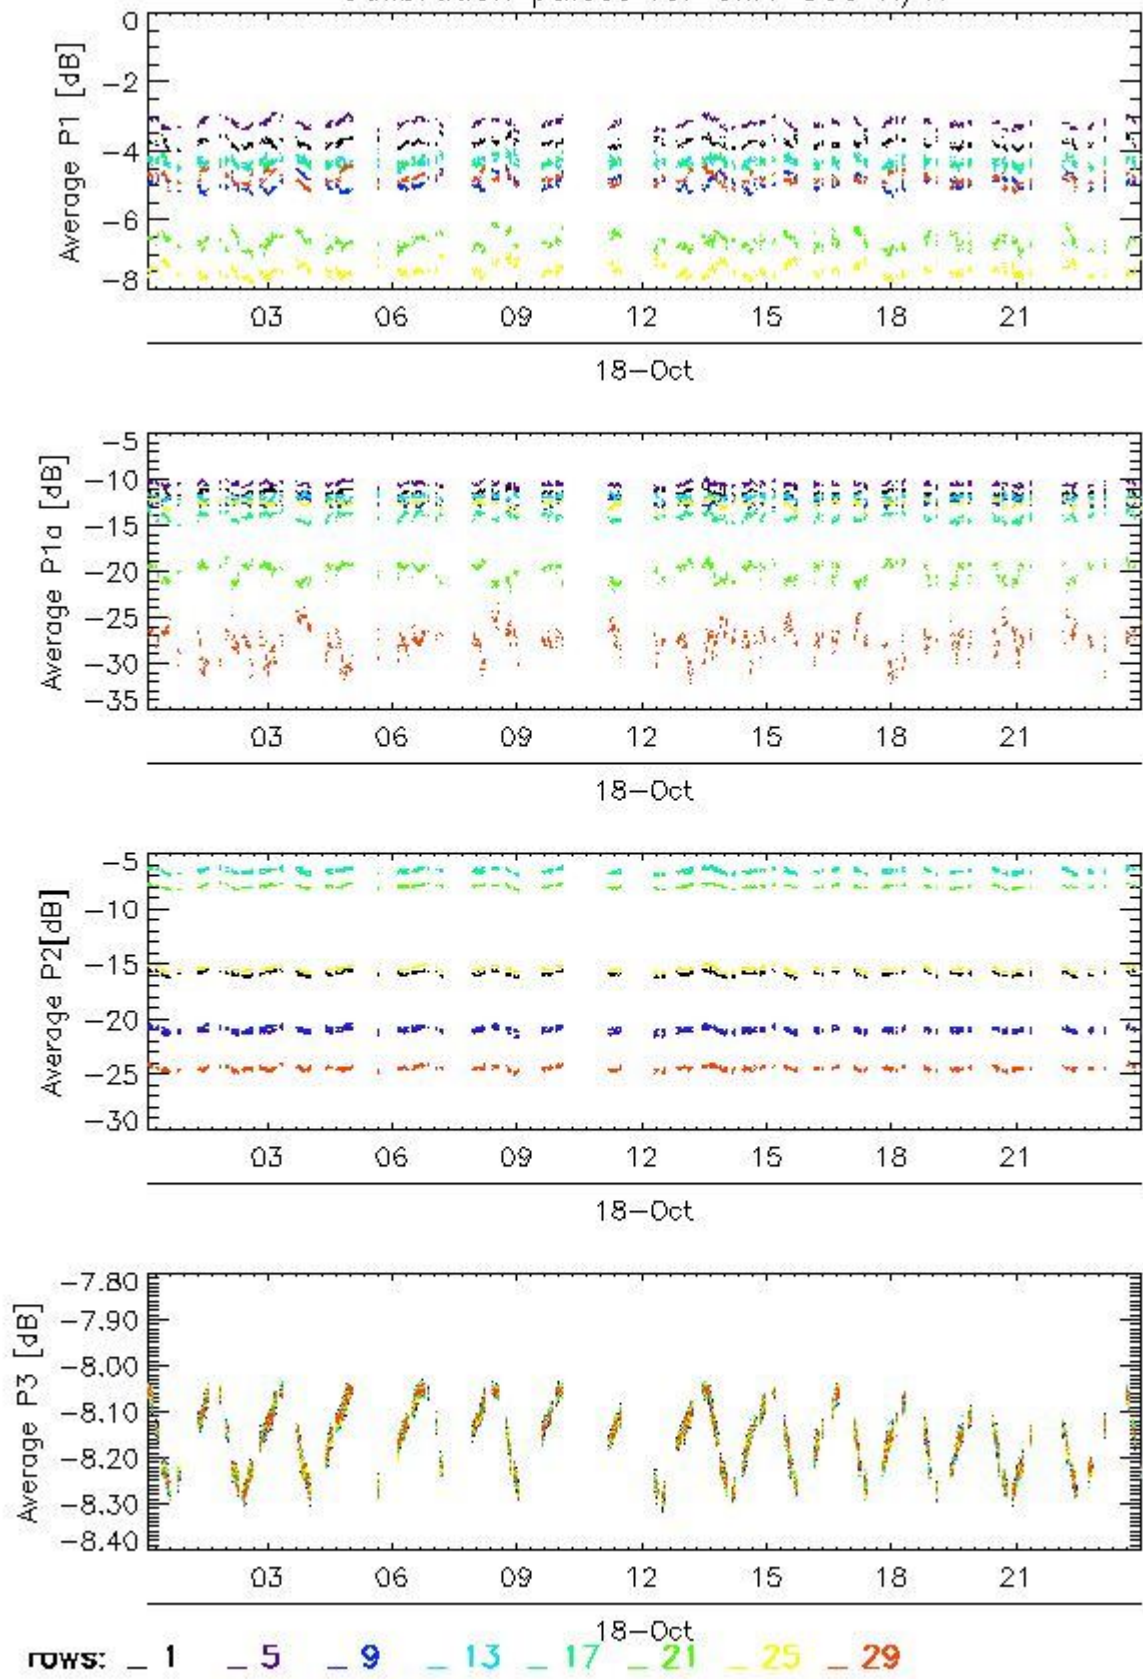 0
−2
−4
−6
−8
Average P1 [dB]
03 06 09 12 15 18 21
18−Oct
−5
−10
−15
−20
−25
−30
−35
Average P1a [dB]
03 06 09 12 15 18 21
18−Oct
−5
−10
−15
−20
−25
−30
Average P2[dB]
03 06 09 12 15 18 21
18−Oct
−7.80
−7.90
−8.00
−8.10
−8.20
−8.30
−8.40
Average P3 [dB]
03 06 09 12 15 18 21
18−Oct
rows: _ 1 _ 5 _ 9 _ 13 _ 17 _ 21 _ 25 _ 29